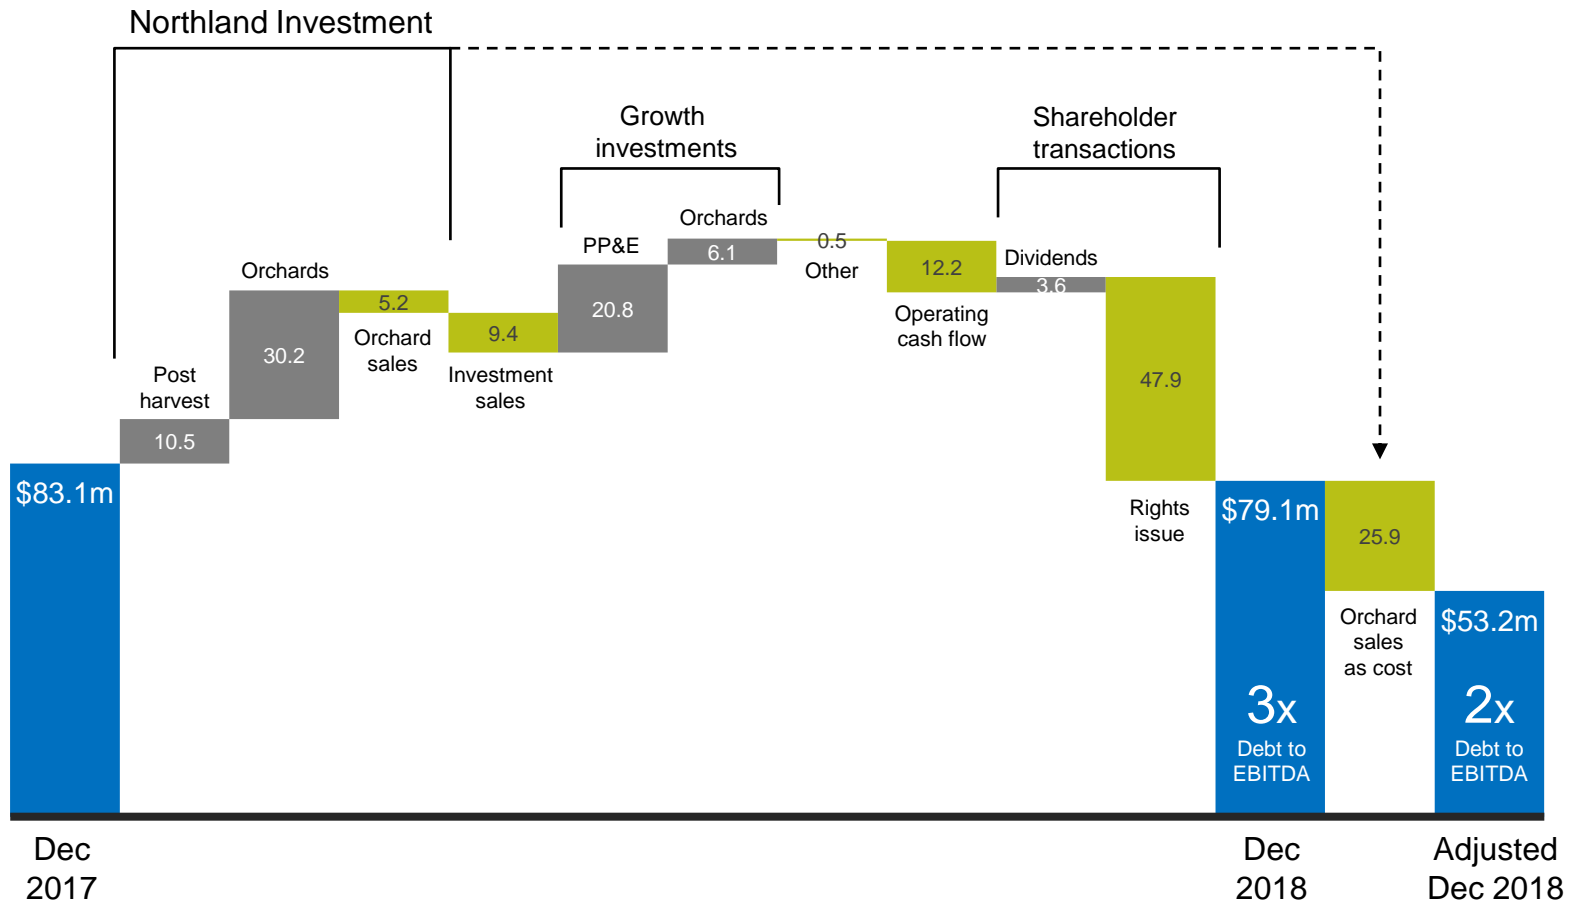 Northland Investment
Growth
investments
Shareholder
transactions
Orchards
PP&E
6.1
0.5
Other
Dividends
12.2
3.6
Orchards
5.2
20.8
Operating
cash flow
30.2
9.4
Orchard
sales
Investment
sales
Post
harvest
47.9
10.5
$83.1m
Rights
issue
$79.1m
25.9
Orchard
sales
as cost
$53.2m
3x
Debt to
EBITDA
2x
Debt to
EBITDA
Dec
2017
Dec
2018
Adjusted
Dec 2018